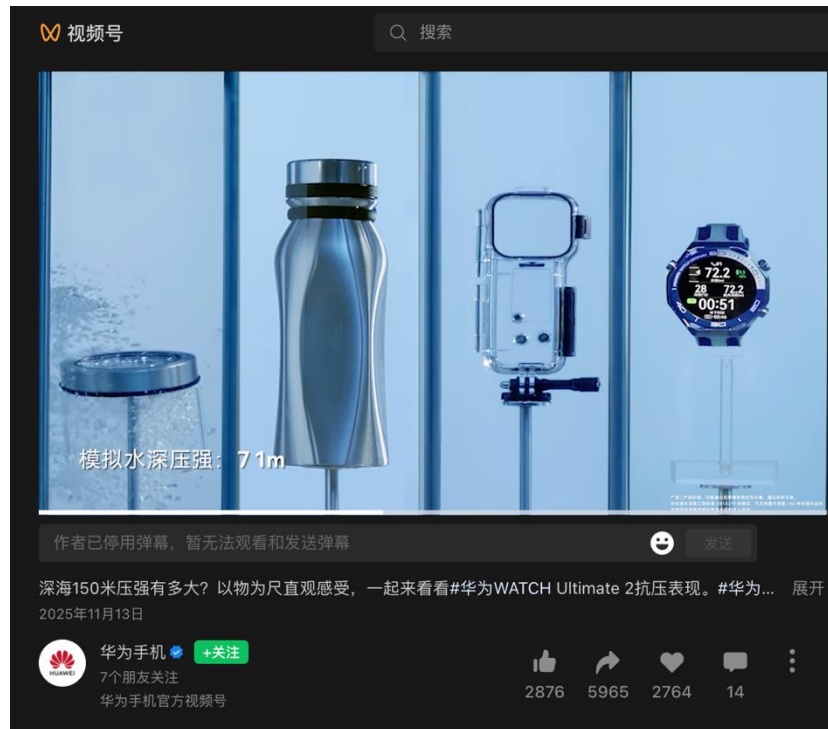 视频号
搜索
72.2
28 72.2
00:51
模拟水深压强：71m
作者已停用弹幕，暂无法观看和发送弹幕
发送
深海150米压强有多大？以物为尺直观感受，一起来看看#华为WATCH Ultimate 2抗压表现。#华为... 展开
2025年11月13日
华为手机 +关注
HUAWEI
7个朋友关注
华为手机官方视频号
2876 5965 2764 14